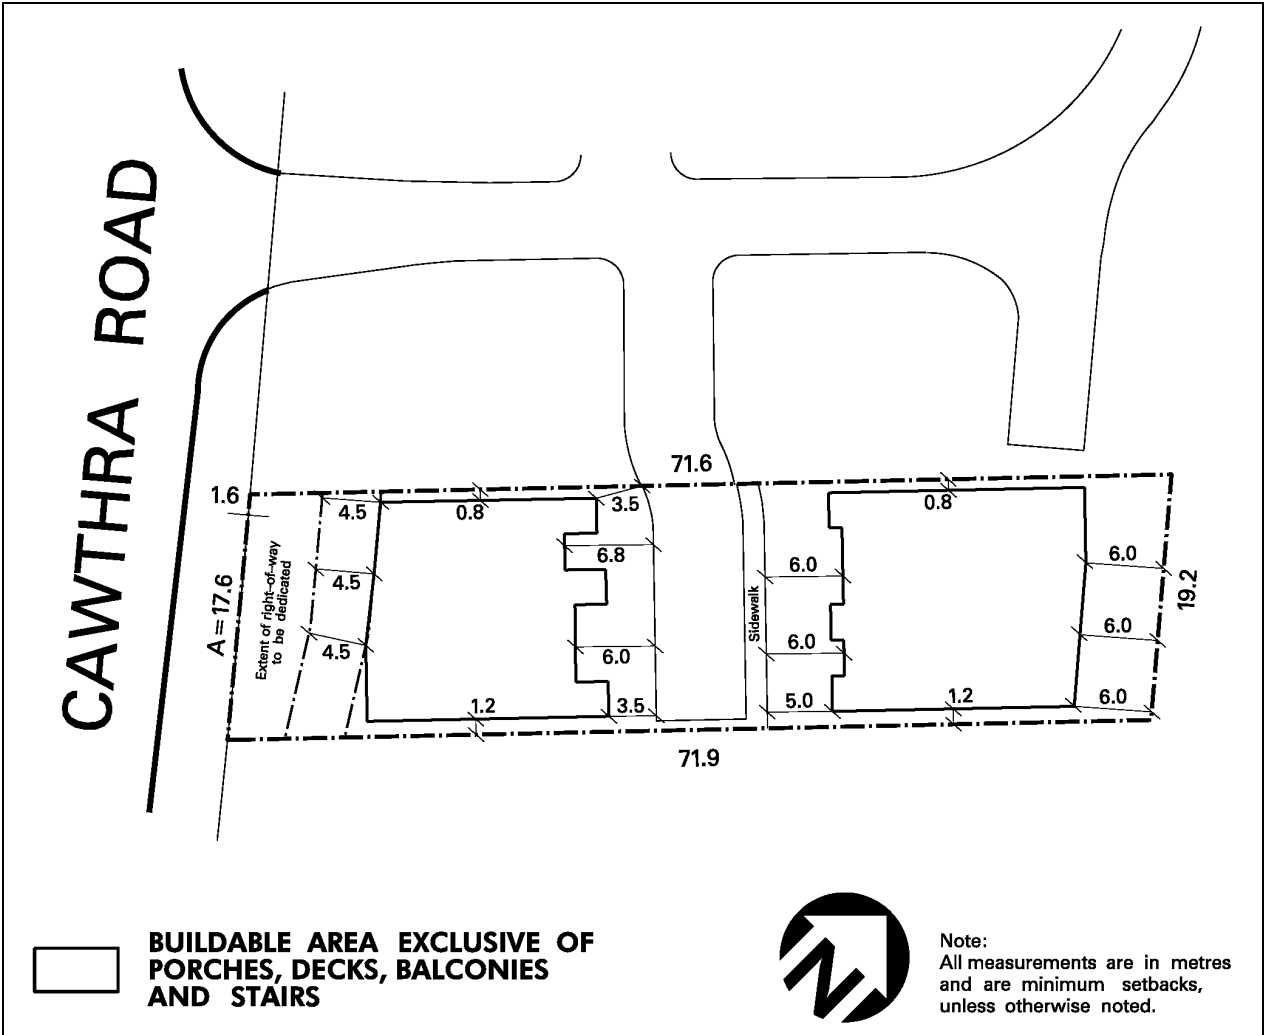 CAWTHRA ROAD
71.6
1.6
4.5
0.8
3.5
0.8
6.8
6.0
6.0
4.5
Extent of right-of-way
to be dedicated
A = 17.6
Sidewalk
19.2
4.5
6.0
6.0
6.0
1.2
3.5
5.0
1.2
6.0
71.9
BUILDABLE AREA EXCLUSIVE OF
PORCHES, DECKS, BALCONIES
AND STAIRS
N
Note:
All measurements are in metres
and are minimum setbacks,
unless otherwise noted.